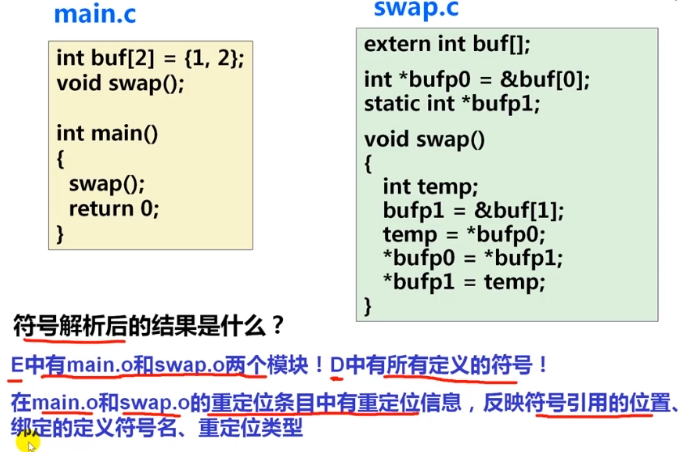 main.c
int buf[2] = {1, 2};
void swap();
int main()
{
swap();
return 0;
}
swap.c
extern int buf[];
int *bufp0 = &buf[0];
static int *bufp1;
void swap()
{
int temp;
bufp1 = &buf[1];
temp = *bufp0;
*bufp0 = *bufp1;
*bufp1 = temp;
}
符号解析后的结果是什么？
E中有main.o和swap.o两个模块！D中有所有定义的符号！
在main.o和swap.o的重定位条目中有重定位信息，反映符号引用的位置、
绑定的定义符号名、重定位类型